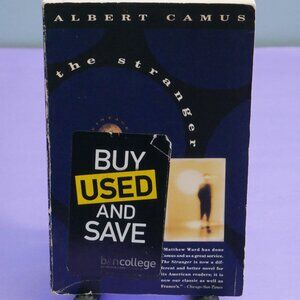 ALBERT CAMUS
the stranger
BUY
USED
AND
SAVE
bncollege
"Matthew Ward has done
Camus and us a great service.
The Stranger is now a dif-
ferent and better novel for
its American readers; it is
now our classic as well as
France's." Chicago Sun-Times